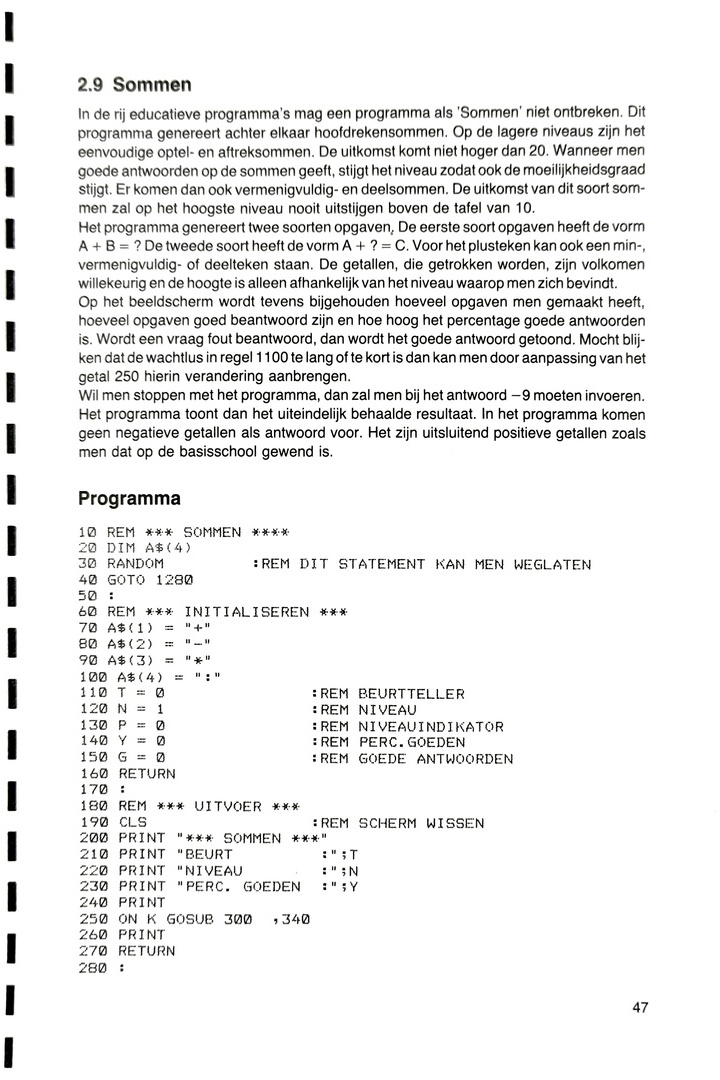 2.9 Sommen
In de rij educatieve programma's mag een programma als 'Sommen' niet ontbreken. Dit
programma genereert achter elkaar hoofdrekensommen. Op de lagere niveaus zijn het
eenvoudige optel- en aftreksommen. De uitkomst komt niet hoger dan 20. Wanneer men
goede antwoorden op de sommen geeft, stijgt het niveau zodat ook de moeilijkheidsgraad
stijgt. Er komen dan ook vermenigvuldig- en deelsommen. De uitkomst van dit soort som-
men zal op het hoogste niveau nooit uitstijgen boven de tafel van 10.
Het programma genereert twee soorten opgaven. De eerste soort opgaven heeft de vorm
A + B = ? De tweede soort heeft de vorm A + ? = C. Voor het plusteken kan ook een min-,
vermenigvuldig- of deelteken staan. De getallen, die getrokken worden, zijn volkomen
willekeurig en de hoogte is alleen afhankelijk van het niveau waarop men zich bevindt.
Op het beeldscherm wordt tevens bijgehouden hoeveel opgaven men gemaakt heeft,
hoeveel opgaven goed beantwoord zijn en hoe hoog het percentage goede antwoorden
is. Wordt een vraag fout beantwoord, dan wordt het goede antwoord getoond. Mocht blij-
ken dat de wachtlus in regel 1100 te lang of te kort is dan kan men door aanpassing van het
getal 250 hierin verandering aanbrengen.
Wil men stoppen met het programma, dan zal men bij het antwoord −9 moeten invoeren.
Het programma toont dan het uiteindelijk behaalde resultaat. In het programma komen
geen negatieve getallen als antwoord voor. Het zijn uitsluitend positieve getallen zoals
men dat op de basisschool gewend is.
Programma
10 REM *** SOMMEN ****
20 DIM A$(4)
30 RANDOM          :REM DIT STATEMENT KAN MEN WEGLATEN
40 GOTO 1280
50 :
60 REM *** INITIALISEREN ***
70 A$(1) = "+"
80 A$(2) = "-"
90 A$(3) = "*"
100 A$(4) = ":"
110 T = 0               :REM BEURTTELLER
120 N = 1               :REM NIVEAU
130 P = 0               :REM NIVEAUINDIKATOR
140 Y = 0               :REM PERC.GOEDEN
150 G = 0               :REM GOEDE ANTWOORDEN
160 RETURN
170 :
180 REM *** UITVOER ***
190 CLS                 :REM SCHERM WISSEN
200 PRINT "*** SOMMEN ***"
210 PRINT "BEURT         :";T
220 PRINT "NIVEAU        :";N
230 PRINT "PERC. GOEDEN  :";Y
240 PRINT
250 ON K GOSUB 300  ,340
260 PRINT
270 RETURN
280 :
47